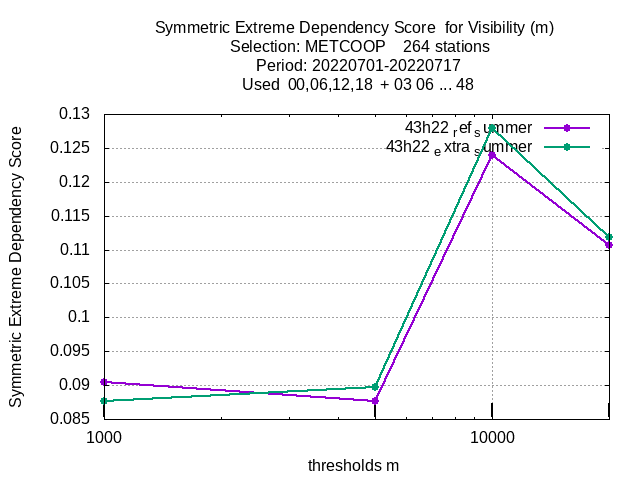 Symmetric Extreme Dependency Score  for Visibility (m)
Selection: METCOOP    264 stations
Period: 20220701-20220717
Used  00,06,12,18  + 03 06 ... 48
Symmetric Extreme Dependency Score
0.13
0.125
0.12
0.115
0.11
0.105
0.1
0.095
0.09
0.085
43h22 ref summer
43h22 extra summer
1000
10000
thresholds m